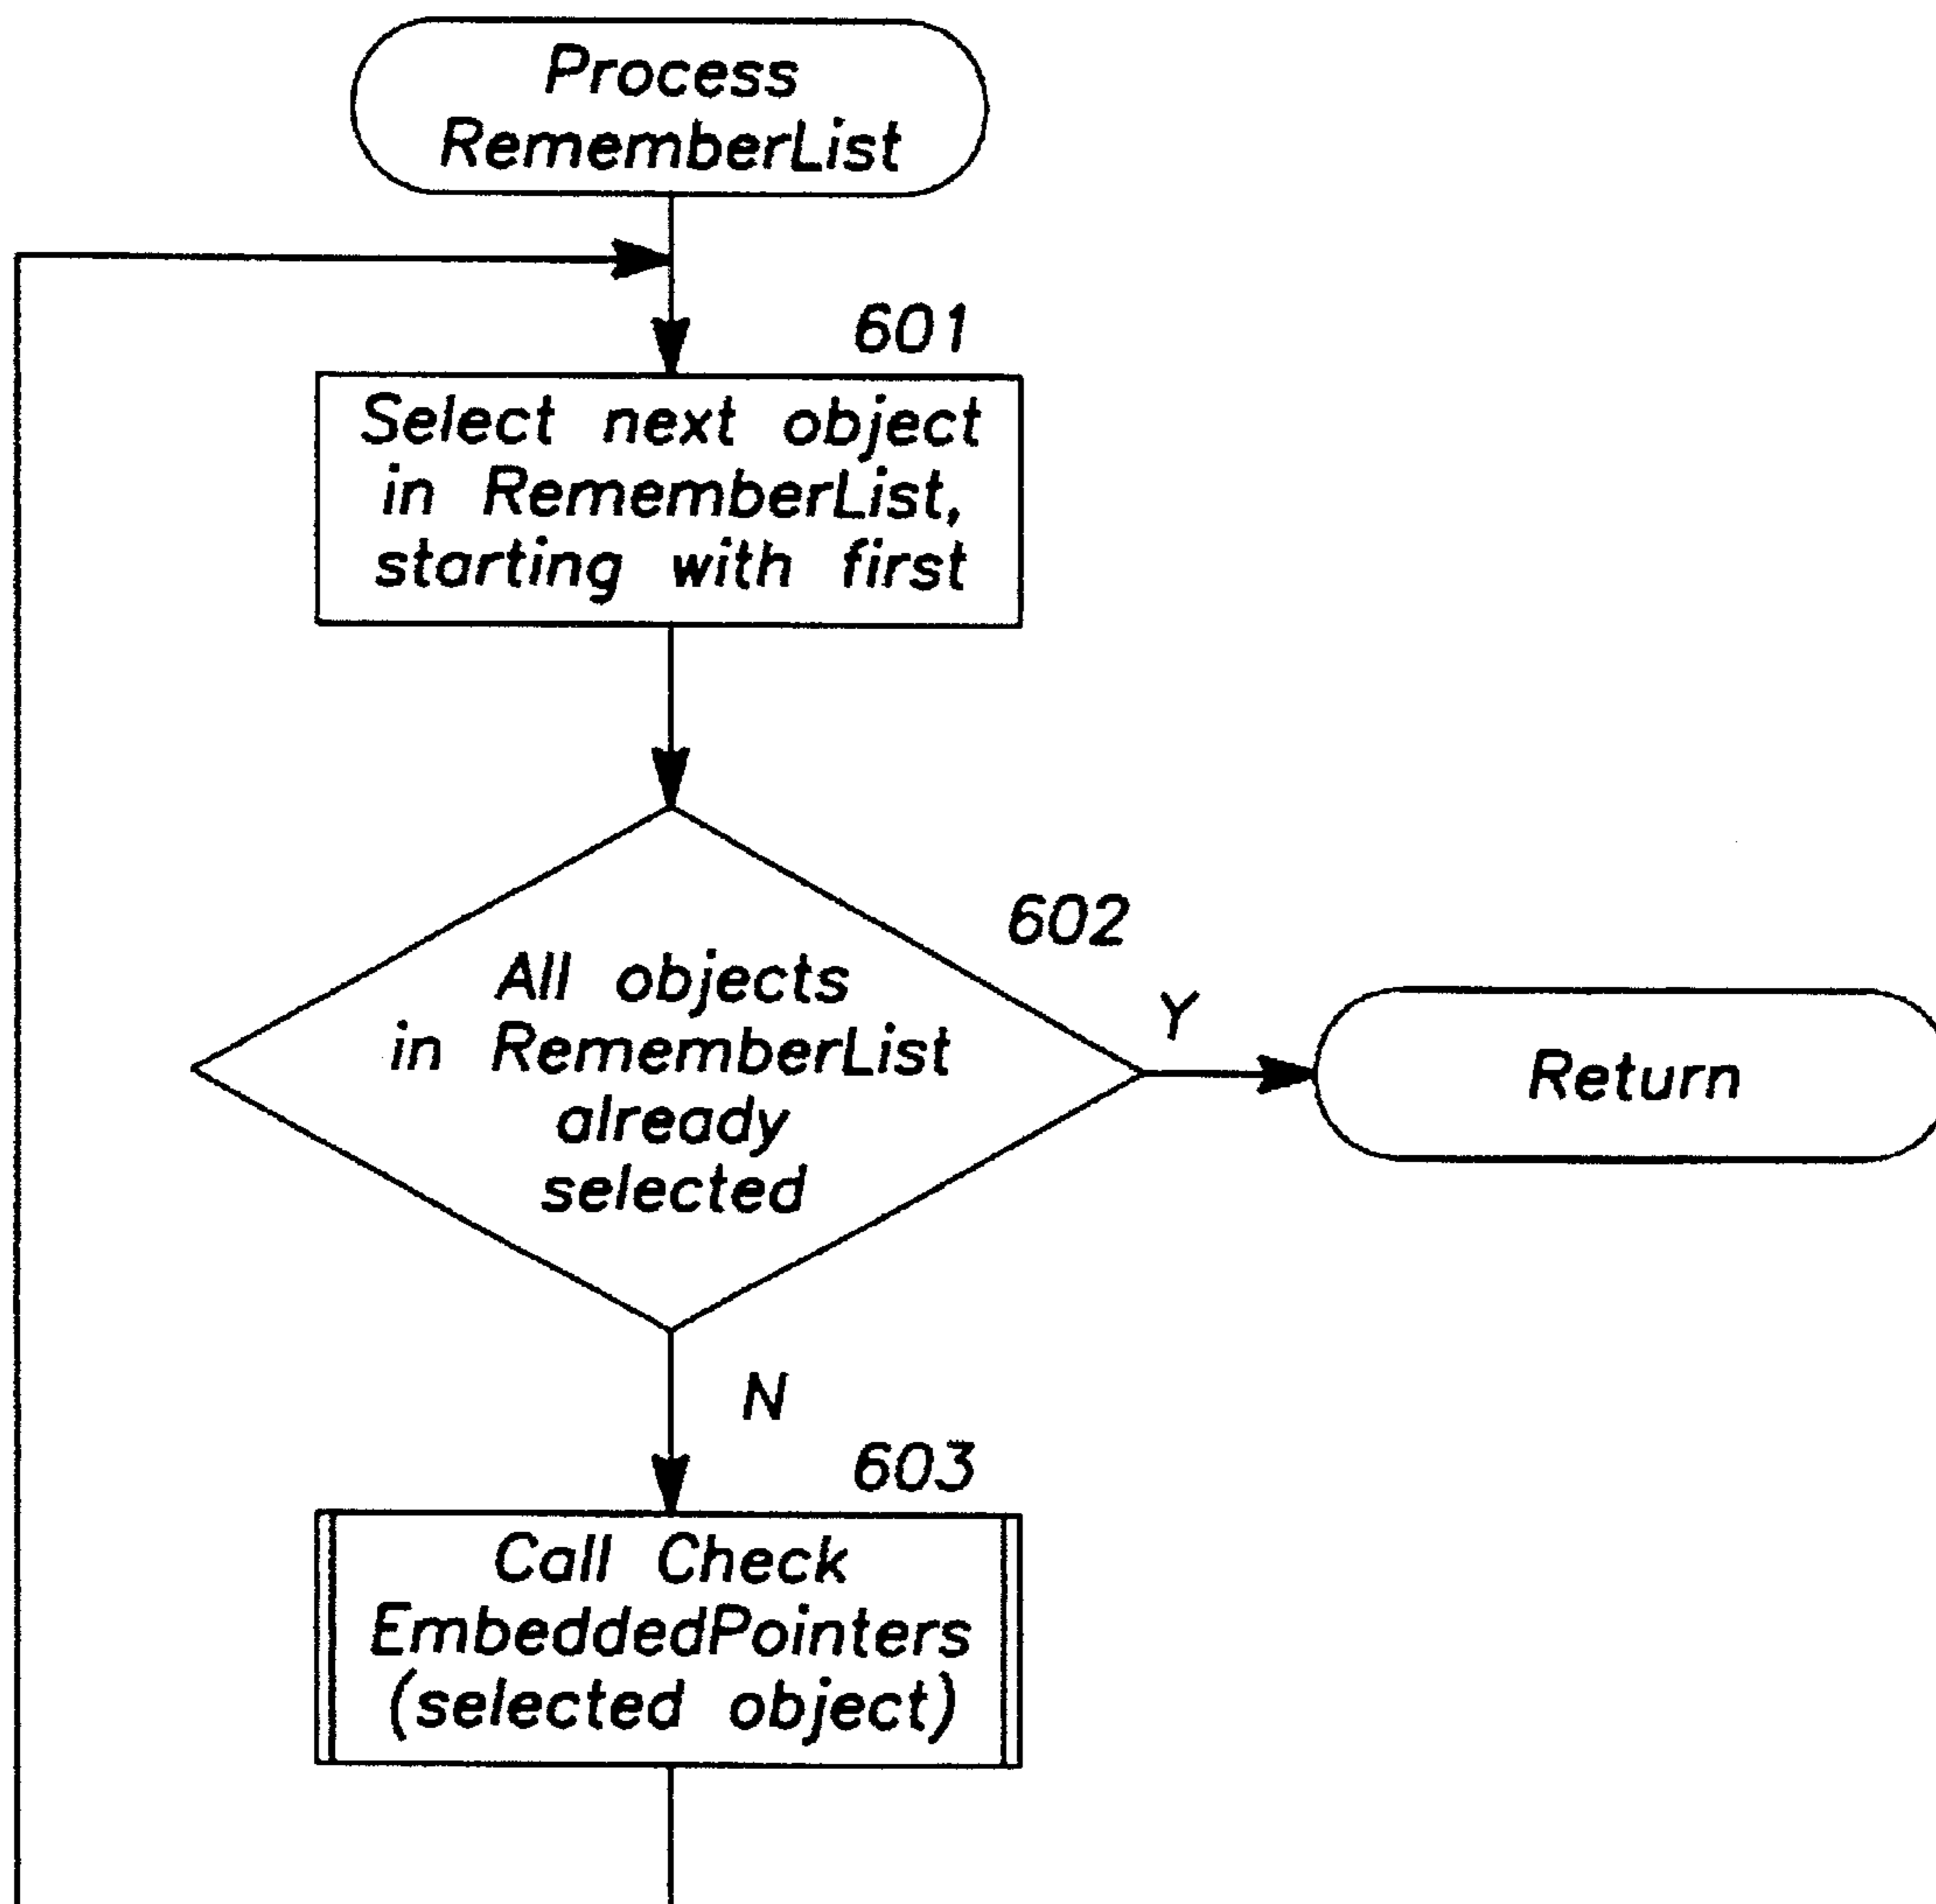 Process
RememberList
601
Select next object
in RememberList,
starting with first
602
All objects
in RememberList
already
selected
Y
Return
N
603
Call Check
EmbeddedPointers
(selected object)